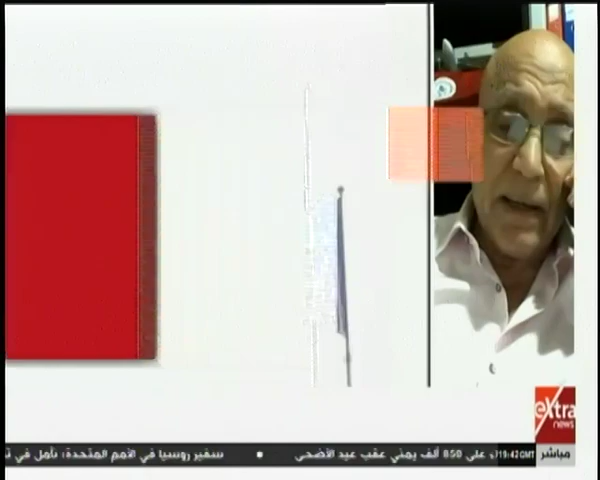 extra
news
مباشر
19:42GMT على 850 ألف يمني عقب عيد الأضحى • سفير روسيا في الأمم المتحدة: نأمل في